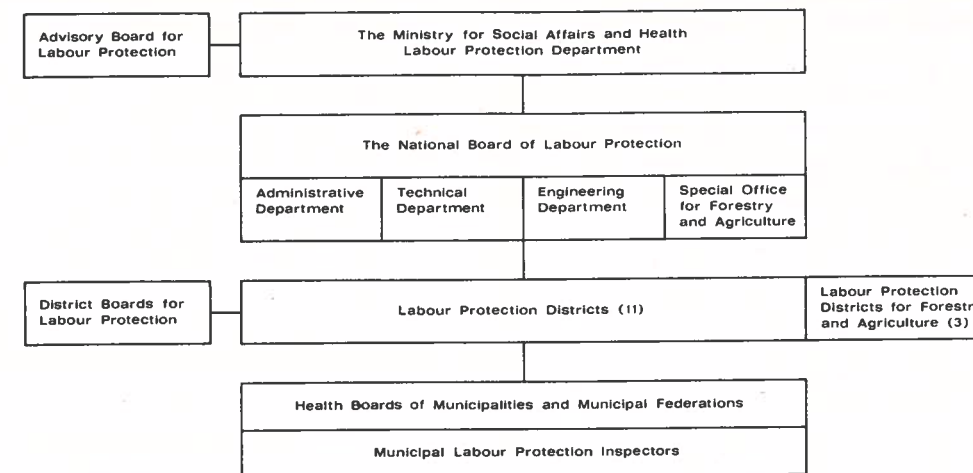 Advisory Board for
Labour Protection
The Ministry for Social Affairs and Health
Labour Protection Department
The National Board of Labour Protection
Administrative
Department
Technical
Department
Engineering
Department
Special Office
for Forestry
and Agriculture
District Boards for
Labour Protection
Labour Protection Districts (11)
Labour Protection
Districts for
and Agriculture (3)
Health Boards of Municipalities and Municipal Federations
Municipal Labour Protection Inspectors